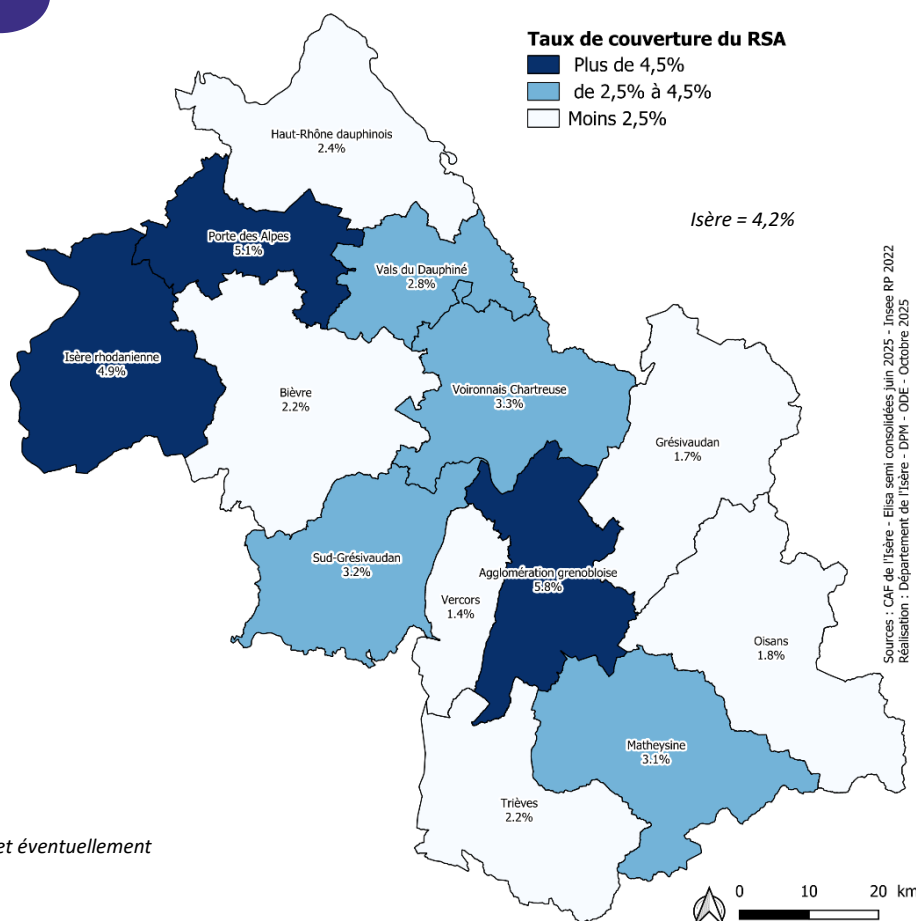 Taux de couverture du RSA
Plus de 4,5%
de 2,5% à 4,5%
Moins 2,5%
Isère = 4,2%
Haut-Rhône dauphinois
2.4%
Porte des Alpes
5.1%
Vals du Dauphiné
2.8%
Isère rhodanienne
4.9%
Bièvre
2.2%
Voironnais Chartreuse
3.3%
Grésivaudan
1.7%
Sud-Grésivaudan
3.2%
Agglomération grenobloise
5.8%
Vercors
1.4%
Oisans
1.8%
Matheysine
3.1%
Trièves
2.2%
et éventuellement
0 10 20 km
Sources : CAF de l'Isère - Elisa semi consolidées juin 2025 - Insee RP 2022
Réalisation : Département de l'Isère - DPM - ODE - Octobre 2025